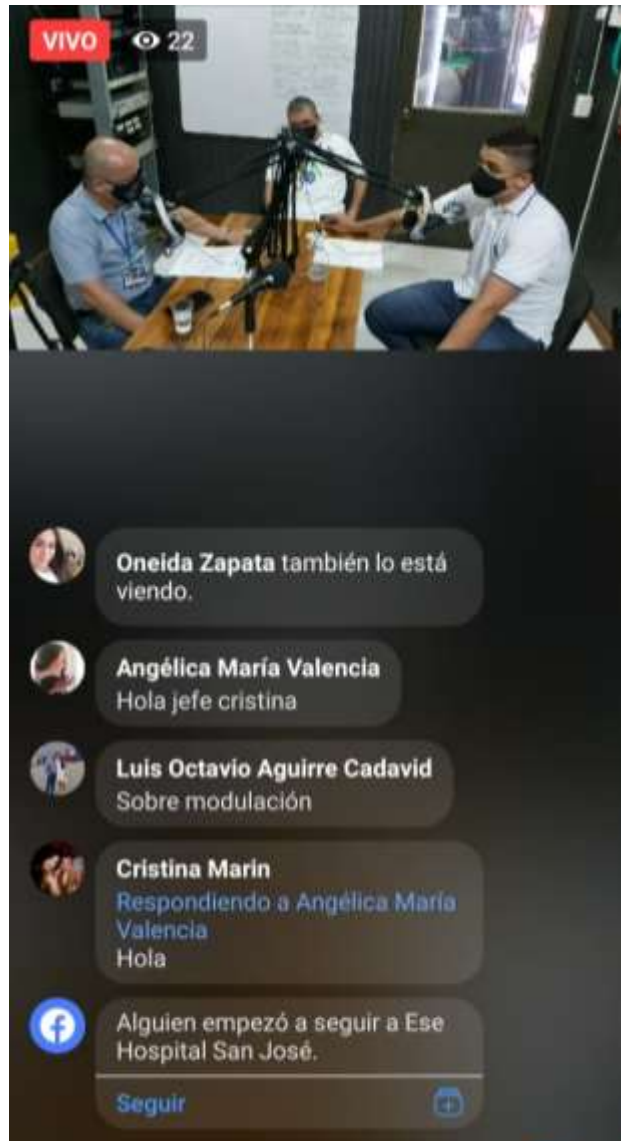 VIVO 22
Oneida Zapata también lo está
viendo.
Angélica María Valencia
Hola jefe cristina
Luis Octavio Aguirre Cadavid
Sobre modulación
Cristina Marin
Respondiendo a Angélica María
Valencia
Hola
Alguien empezó a seguir a Ese
Hospital San José.
Seguir